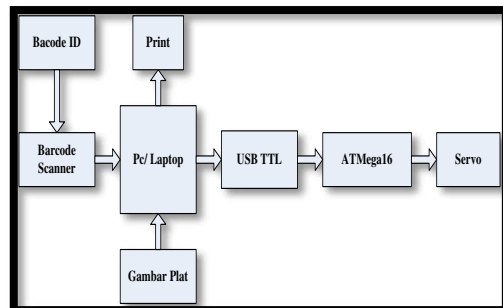 Bacode ID
Print
Barcode
Scanner
Pc/ Laptop
USB TTL
ATMega16
Servo
Gambar Plat